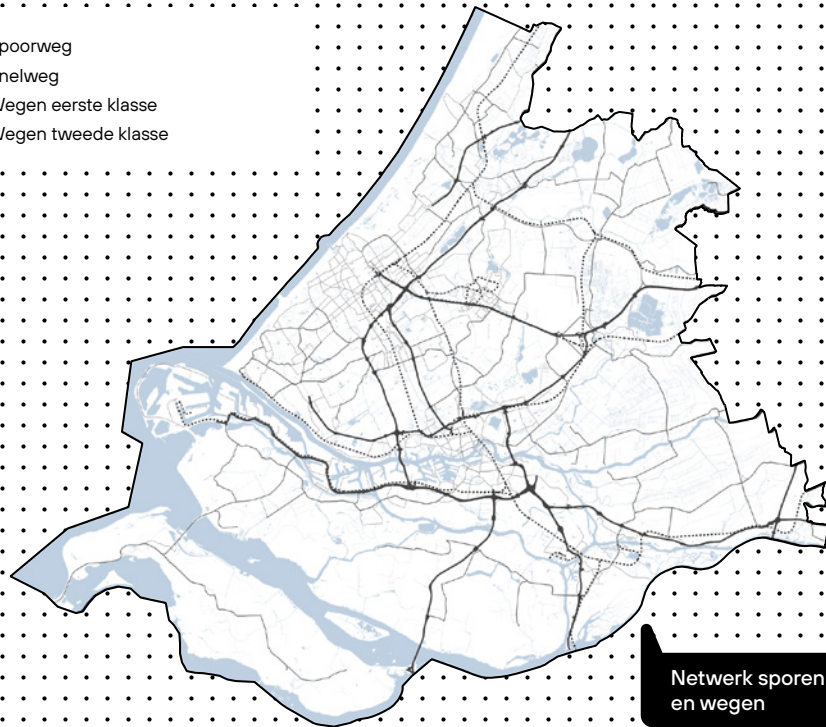 poorweg
nelweg
Wegen eerste klasse
Wegen tweede klasse
Netwerk sporen
en wegen